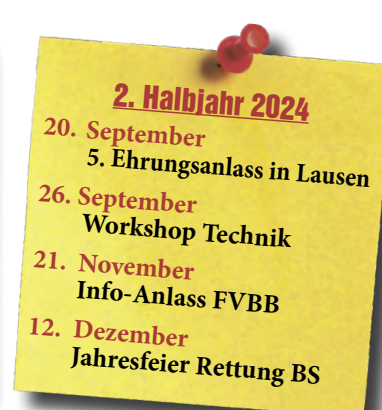 2. Halbjahr 2024
20. September
5. Ehrungsanlass in Lausen
26. September
Workshop Technik
21. November
Info-Anlass FVBB
12. Dezember
Jahresfeier Rettung BS